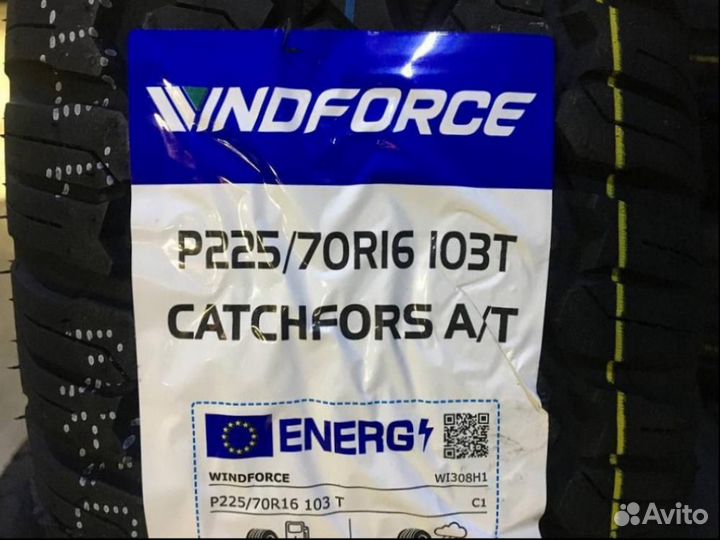 WINDFORCE
P225/70R16 103T
CATCHFORS A/T
ENERG
WINDFORCE WI308H1
P225/70R16 103 T C1
Avito